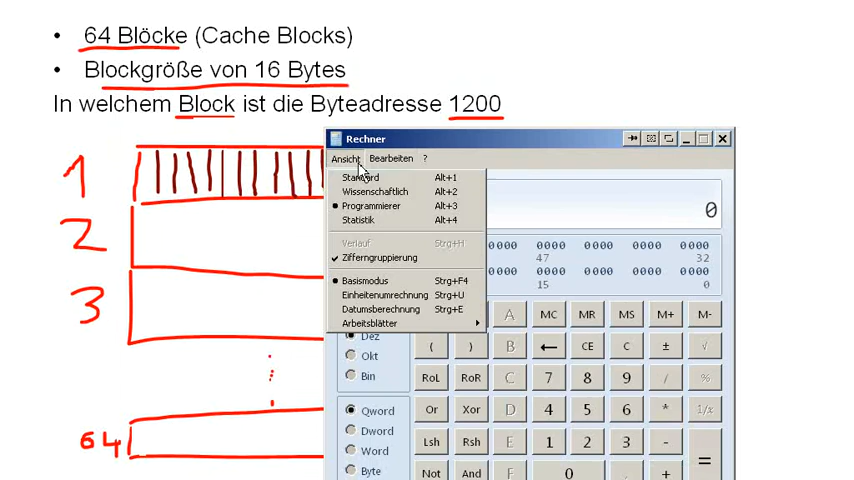 • 64 Blöcke (Cache Blocks)
• Blockgröße von 16 Bytes
In welchem Block ist die Byteadresse 1200
Rechner
Ansicht Bearbeiten ?
1
Standard Alt+1
Wissenschaftlich Alt+2
Programmierer Alt+3
Statistik Alt+4
0
2
Verlauf Strg+H
Zifferngruppierung
0000 0000 0000
47 32
Basismodus Strg+F4
0000 0000 0000
15 0
Einheitenumrechnung Strg+U
Datumsberechnung Strg+E
Arbeitsblätter
3
A MC MR MS M+ M-
Dez
( ) B ← CE C ± √
Okt
Bin
RoL RoR C 7 8 9 / %
Qword
Or Xor D 4 5 6 * 1/x
Dword
64
Lsh Rsh E 1 2 3 - =
Word
Byte
Not And F 0 , +